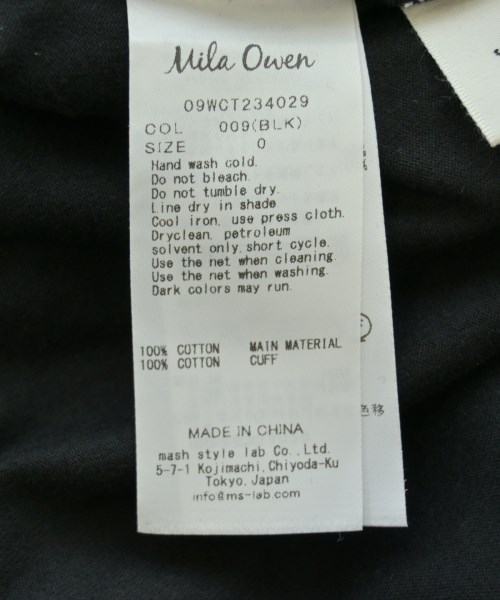 Mila Owen
09WCT234029
COL 009(BLK)
SIZE 0
Hand wash cold.
Do not bleach.
Do not tumble dry.
Line dry in shade
Cool iron, use press cloth.
Dryclean, petroleum
solvent only, short cycle.
Use the net when cleaning.
Use the net when washing.
Dark colors may run.
100% COTTON MAIN MATERIAL
100% COTTON CUFF
色移
MADE IN CHINA
mash style lab Co., Ltd.
5-7-1 Kojimachi, Chiyoda-Ku
Tokyo, Japan
info@ms-lab.com